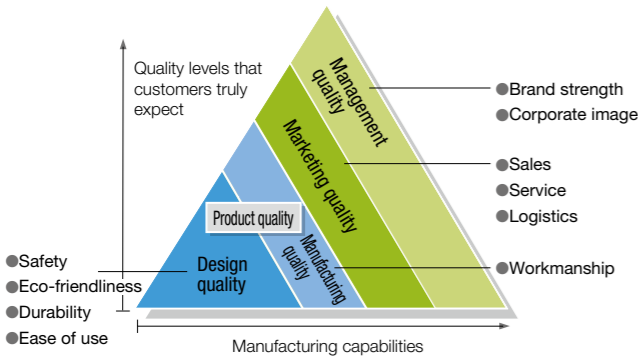 Quality levels that
customers truly
expect
Management
quality
Brand strength
Corporate image
Marketing quality
Sales
Service
Logistics
Product quality
Manufacturing
quality
Workmanship
Design
quality
Safety
Eco-friendliness
Durability
Ease of use
Manufacturing capabilities